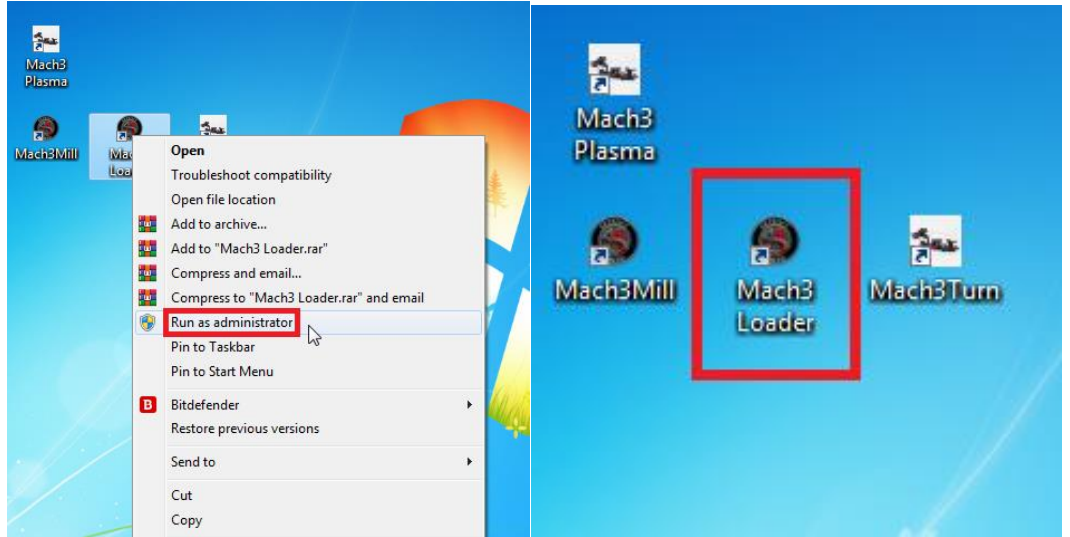 Mach3
Plasma
Mach3Mill
Mac
Loa
Open
Troubleshoot compatibility
Open file location
Add to archive...
Add to "Mach3 Loader.rar"
Compress and email...
Compress to "Mach3 Loader.rar" and email
Run as administrator
Pin to Taskbar
Pin to Start Menu
B Bitdefender
Restore previous versions
Send to
Cut
Copy
Mach3
Plasma
Mach3Mill
Mach3
Loader
Mach3Turn